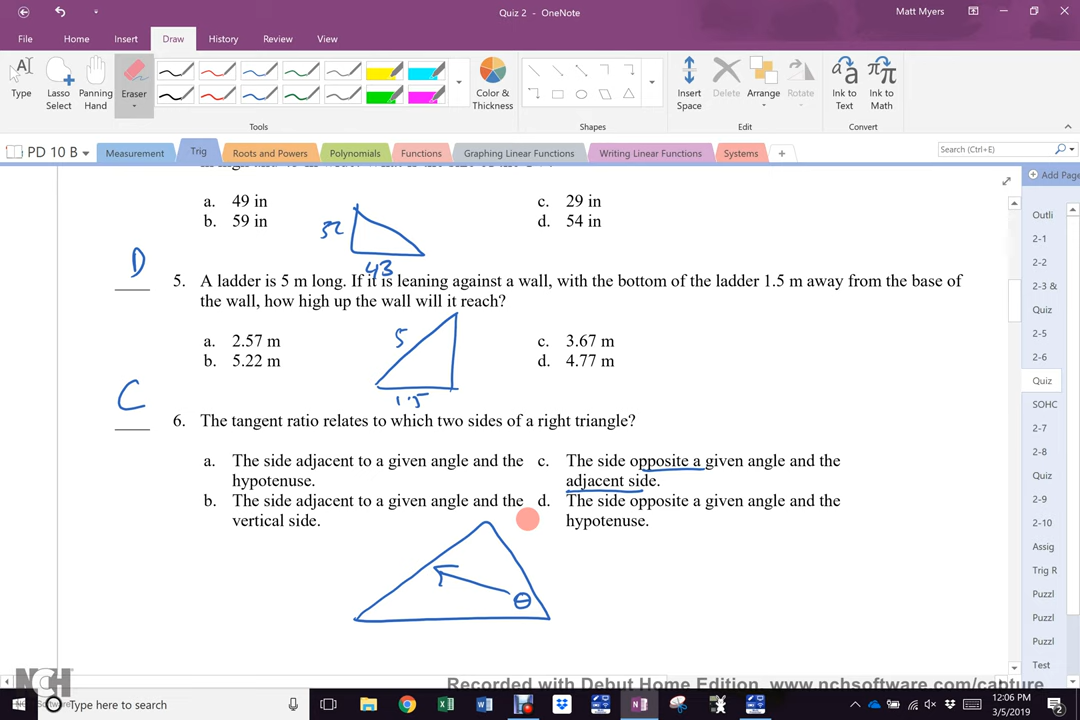 Quiz 2 - OneNote
Matt Myers
File Home Insert Draw History Review View
Type
Lasso Select
Panning Hand
Eraser
Color & Thickness
Insert Space
Delete
Arrange
Rotate
Ink to Text
Ink to Math
Tools
Shapes
Edit
Convert
PD 10 B
Measurement Trig Roots and Powers Polynomials Functions Graphing Linear Functions Writing Linear Functions Systems +
Search (Ctrl+E)
Add Page
a. 49 in
b. 59 in
c. 29 in
d. 54 in
32
43
D
5. A ladder is 5 m long. If it is leaning against a wall, with the bottom of the ladder 1.5 m away from the base of
the wall, how high up the wall will it reach?
a. 2.57 m
b. 5.22 m
c. 3.67 m
d. 4.77 m
5
1.5
C
6. The tangent ratio relates to which two sides of a right triangle?
a. The side adjacent to a given angle and the
hypotenuse.
b. The side adjacent to a given angle and the
vertical side.
c. The side opposite a given angle and the
adjacent side.
d. The side opposite a given angle and the
hypotenuse.
θ
Outli
2-1
2-2
2-3 &
Quiz
2-5
2-6
Quiz
SOHC
2-7
2-8
Quiz
2-9
2-10
Assig
Trig R
Puzzl
Puzzl
Puzzl
Test
NCH
Software
Recorded with Debut Home Edition www.nchsoftware.com/capture
Type here to search
12:06 PM
3/5/2019
2